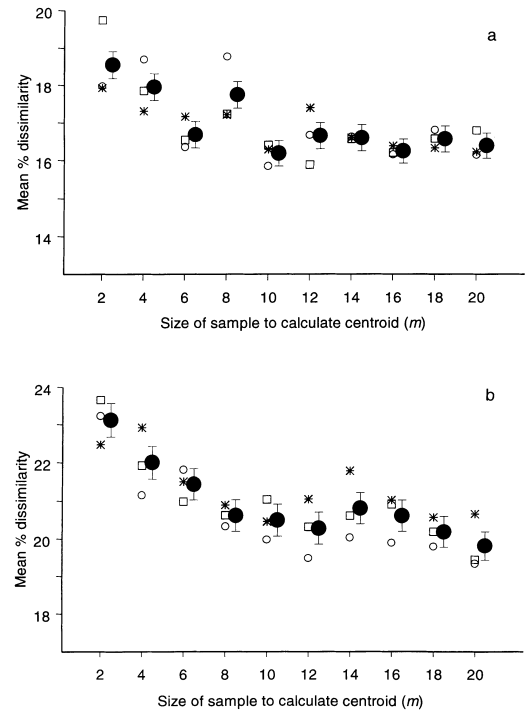 a
20
18
16
14
Mean % dissimilarity
2 4 6 8 10 12 14 16 18 20
Size of sample to calculate centroid (m)
b
24
22
20
18
Mean % dissimilarity
2 4 6 8 10 12 14 16 18 20
Size of sample to calculate centroid (m)